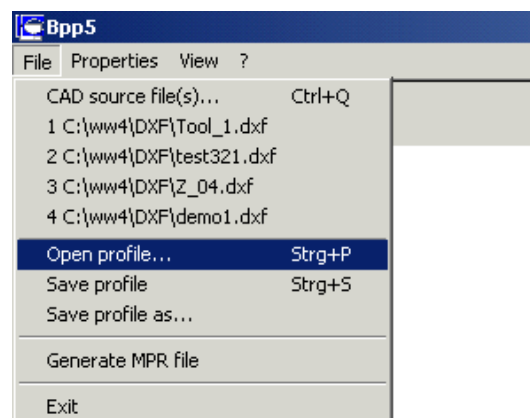 Bpp5
File Properties View ?
CAD source file(s)... Ctrl+Q
1 C:\ww4\DXF\Tool_1.dxf
2 C:\ww4\DXF\test321.dxf
3 C:\ww4\DXF\Z_04.dxf
4 C:\ww4\DXF\demo1.dxf
Open profile... Strg+P
Save profile Strg+S
Save profile as...
Generate MPR file
Exit